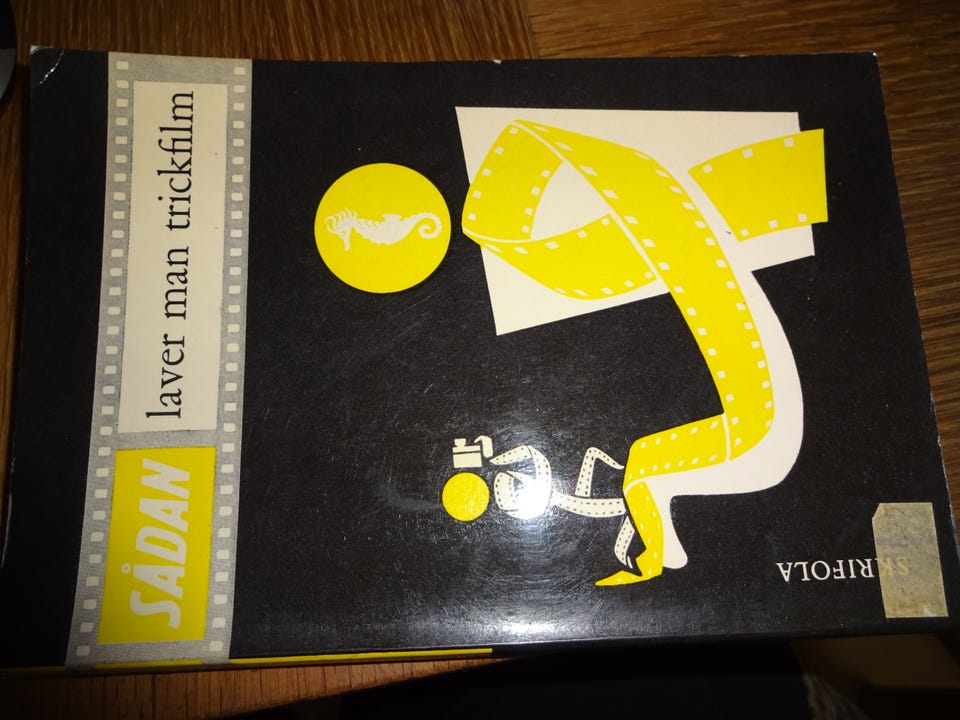 SÅDAN
laver man trickfilm
SKRIFOLA